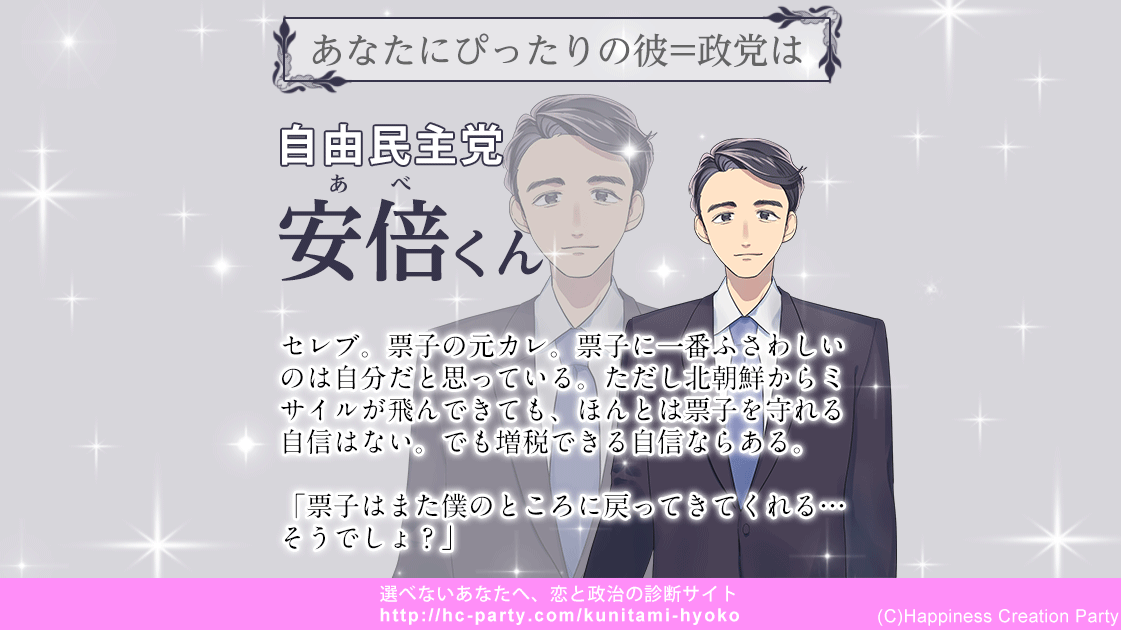 あなたにぴったりの彼=政党は
自由民主党
あべ
安倍くん
セレブ。票子の元カレ。票子に一番ふさわしい
のは自分だと思っている。ただし北朝鮮からミ
サイルが飛んできても、ほんとは票子を守れる
自信はない。でも増税できる自信ならある。
「票子はまた僕のところに戻ってきてくれる…
そうでしょ?」
選べないあなたへ、恋と政治の診断サイト
http://hc-party.com/kunitami-hyoko
(C)Happiness Creation Party